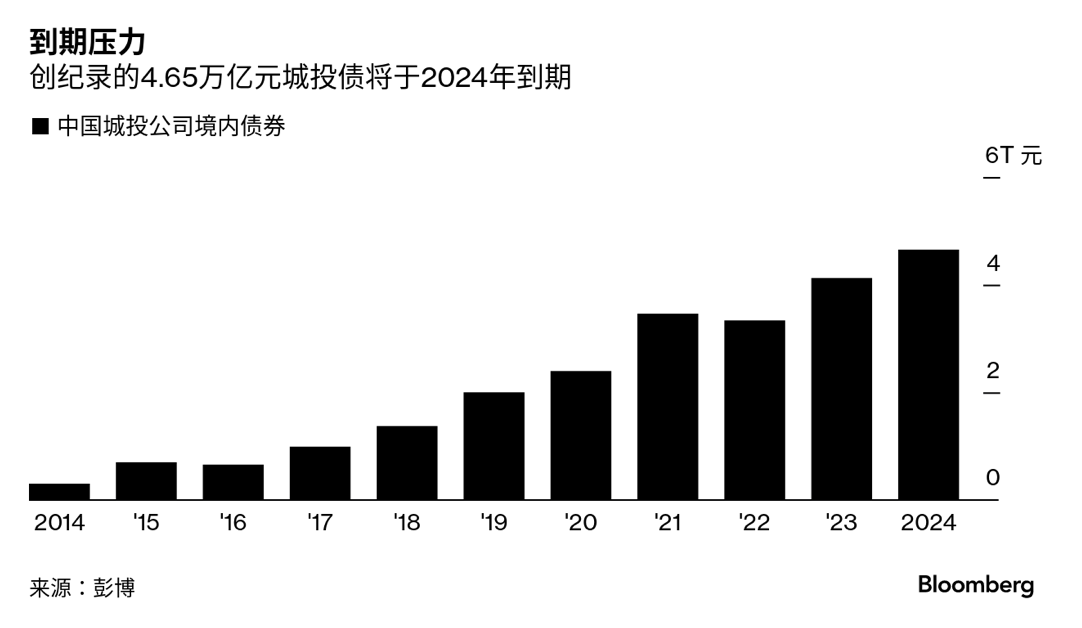 到期压力
创纪录的4.65万亿元城投债将于2024年到期
中国城投公司境内债券
6T 元
4
2
0
2014 '15 '16 '17 '18 '19 '20 '21 '22 '23 2024
来源：彭博
Bloomberg